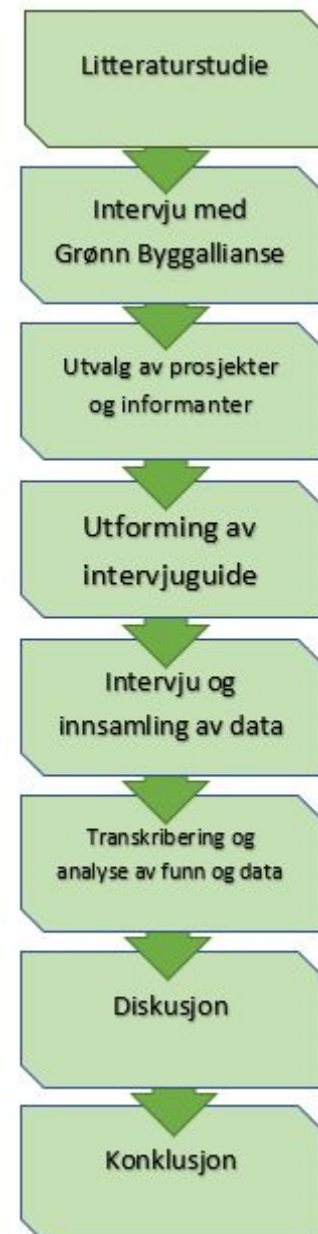 Litteraturstudie
Intervju med
Grønn Byggallianse
Utvalg av prosjekter
og informanter
Utforming av
intervjuguide
Intervju og
innsamling av data
Transkribering og
analyse av funn og data
Diskusjon
Konklusjon